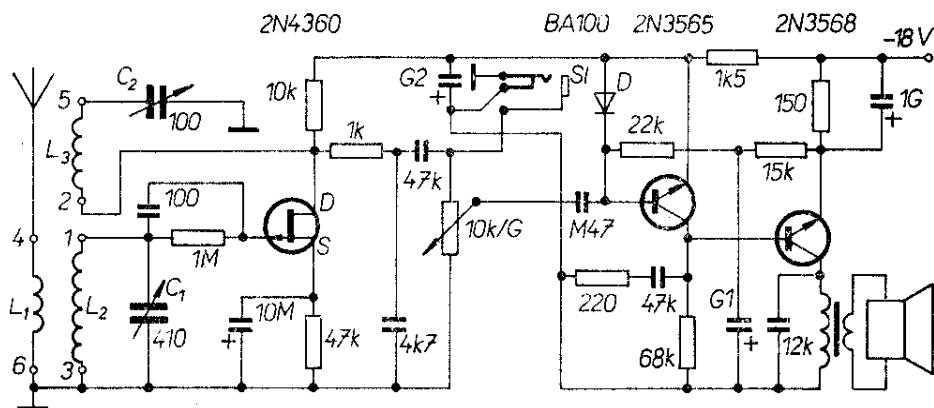 2N4360
BA100
2N3565
2N3568
-18V
5
C2
100
10k
G2
+
S1
D
1k5
150
1G
+
L3
1k
47k
22k
15k
2
100
D
S
10k/G
M47
4
1
1M
C1
410
L1
L2
10M
+
47k
4k7
220
47k
G1
+
68k
12k
6
3